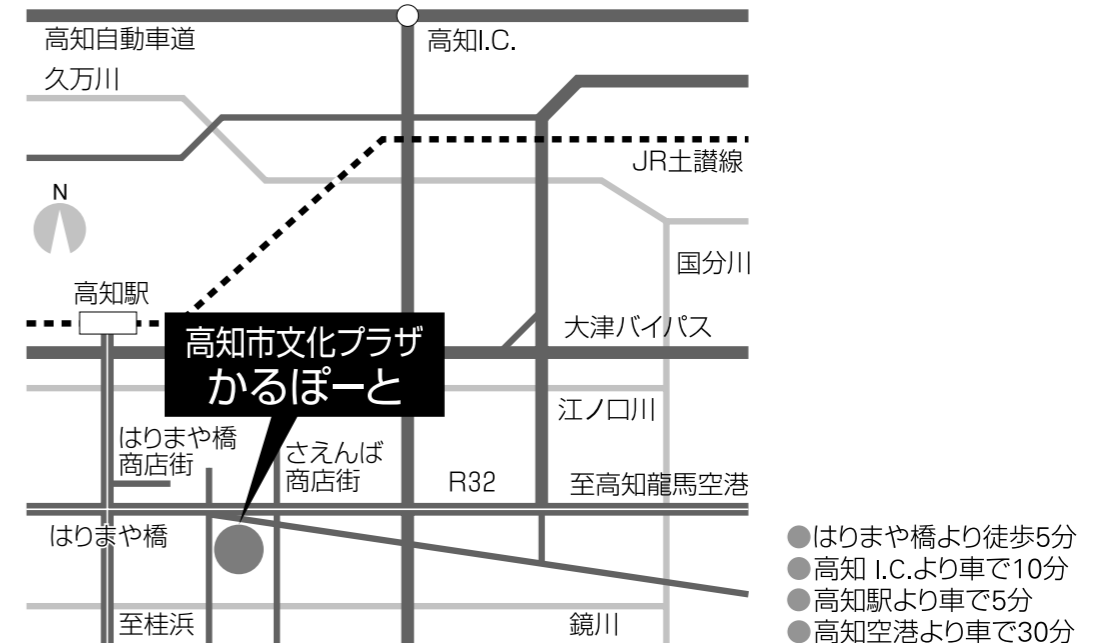 高知自動車道
高知I.C.
久万川
JR土讃線
N
国分川
高知駅
大津バイパス
高知市文化プラザ
かるぽーと
江ノ口川
はりまや橋
商店街
さえんば
商店街
R32
至高知龍馬空港
はりまや橋
至桂浜
鏡川
●はりまや橋より徒歩5分
●高知 I.C.より車で10分
●高知駅より車で5分
●高知空港より車で30分